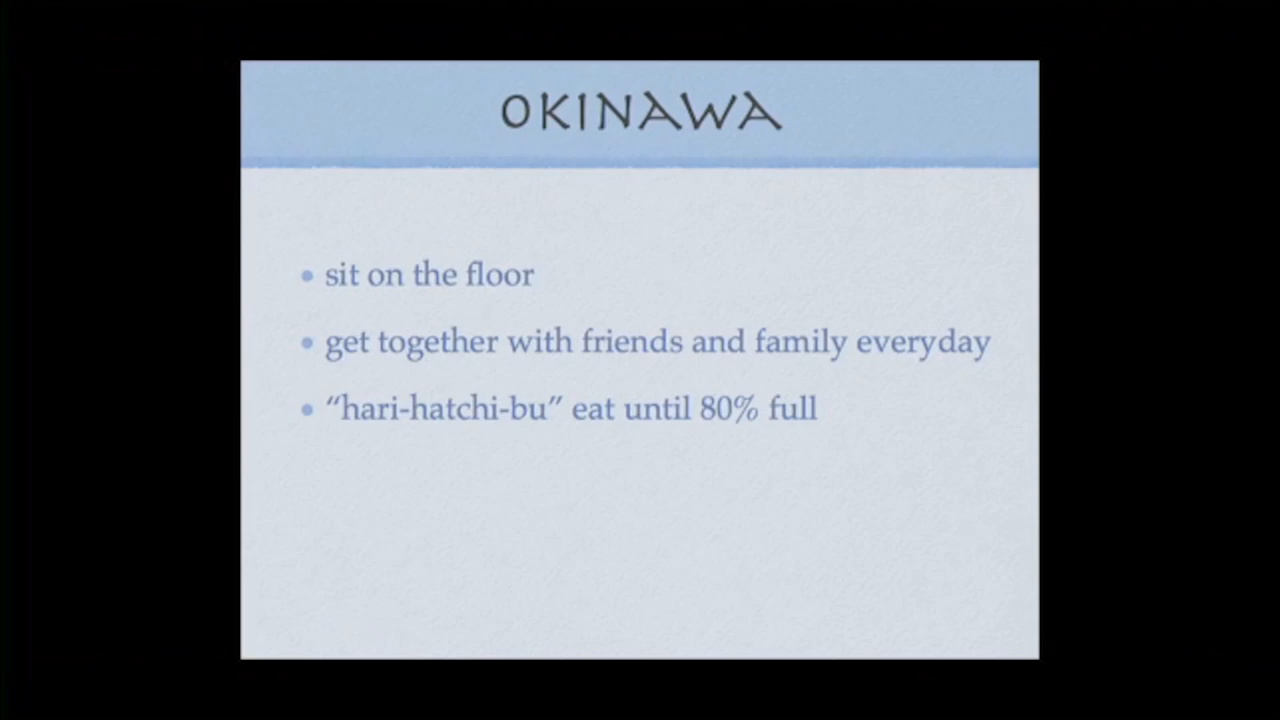 OKINAWA
• sit on the floor
• get together with friends and family everyday
• “hari-hatchi-bu” eat until 80% full